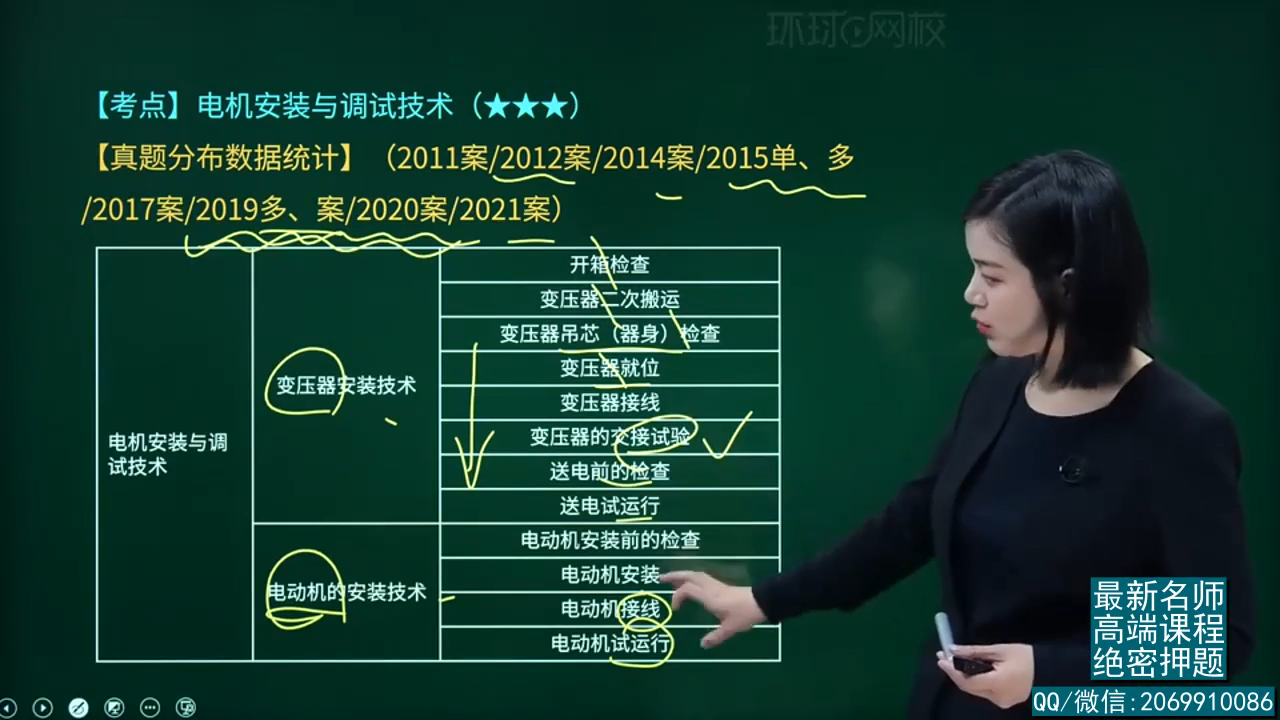 环球网校
【考点】电机安装与调试技术（★★★）
【真题分布数据统计】（2011案/2012案/2014案/2015单、多
/2017案/2019多、案/2020案/2021案）
电机安装与调
试技术
变压器安装技术
开箱检查
变压器二次搬运
变压器吊芯（器身）检查
变压器就位
变压器接线
变压器的交接试验
送电前的检查
送电试运行
电动机的安装技术
电动机安装前的检查
电动机安装
电动机接线
电动机试运行
最新名师
高端课程
绝密押题
QQ/微信:2069910086